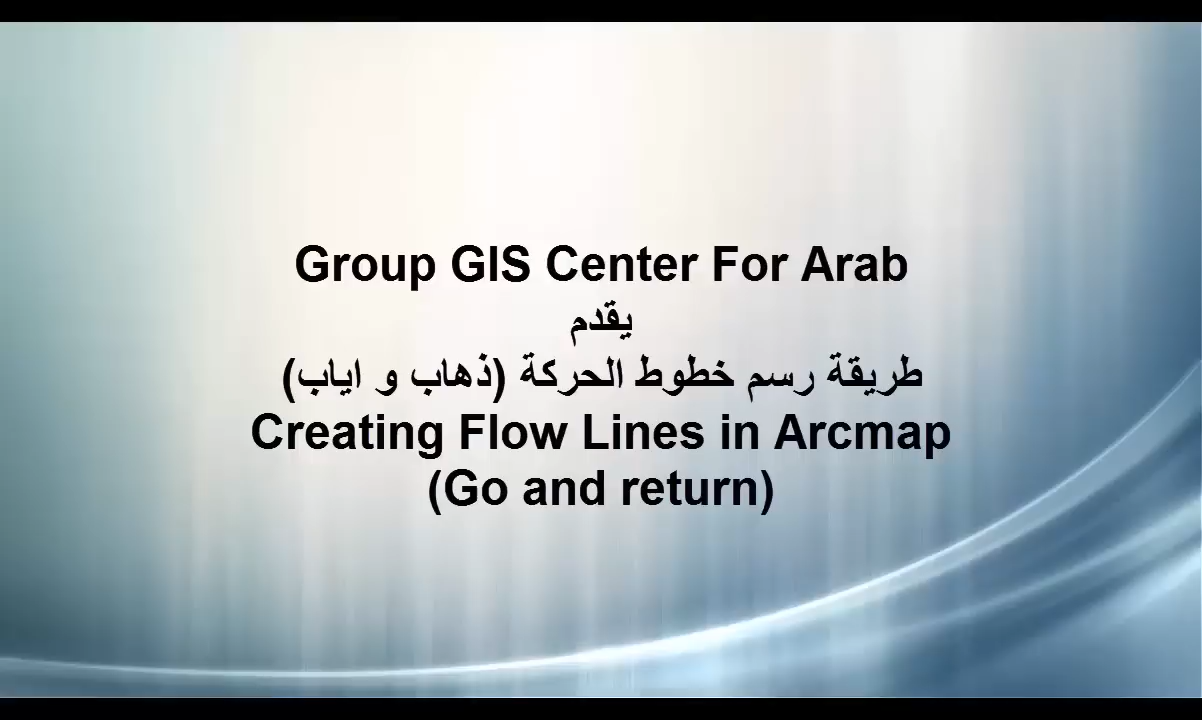 Group GIS Center For Arab
يقدم
طريقة رسم خطوط الحركة (ذهاب و اياب)
Creating Flow Lines in Arcmap
(Go and return)